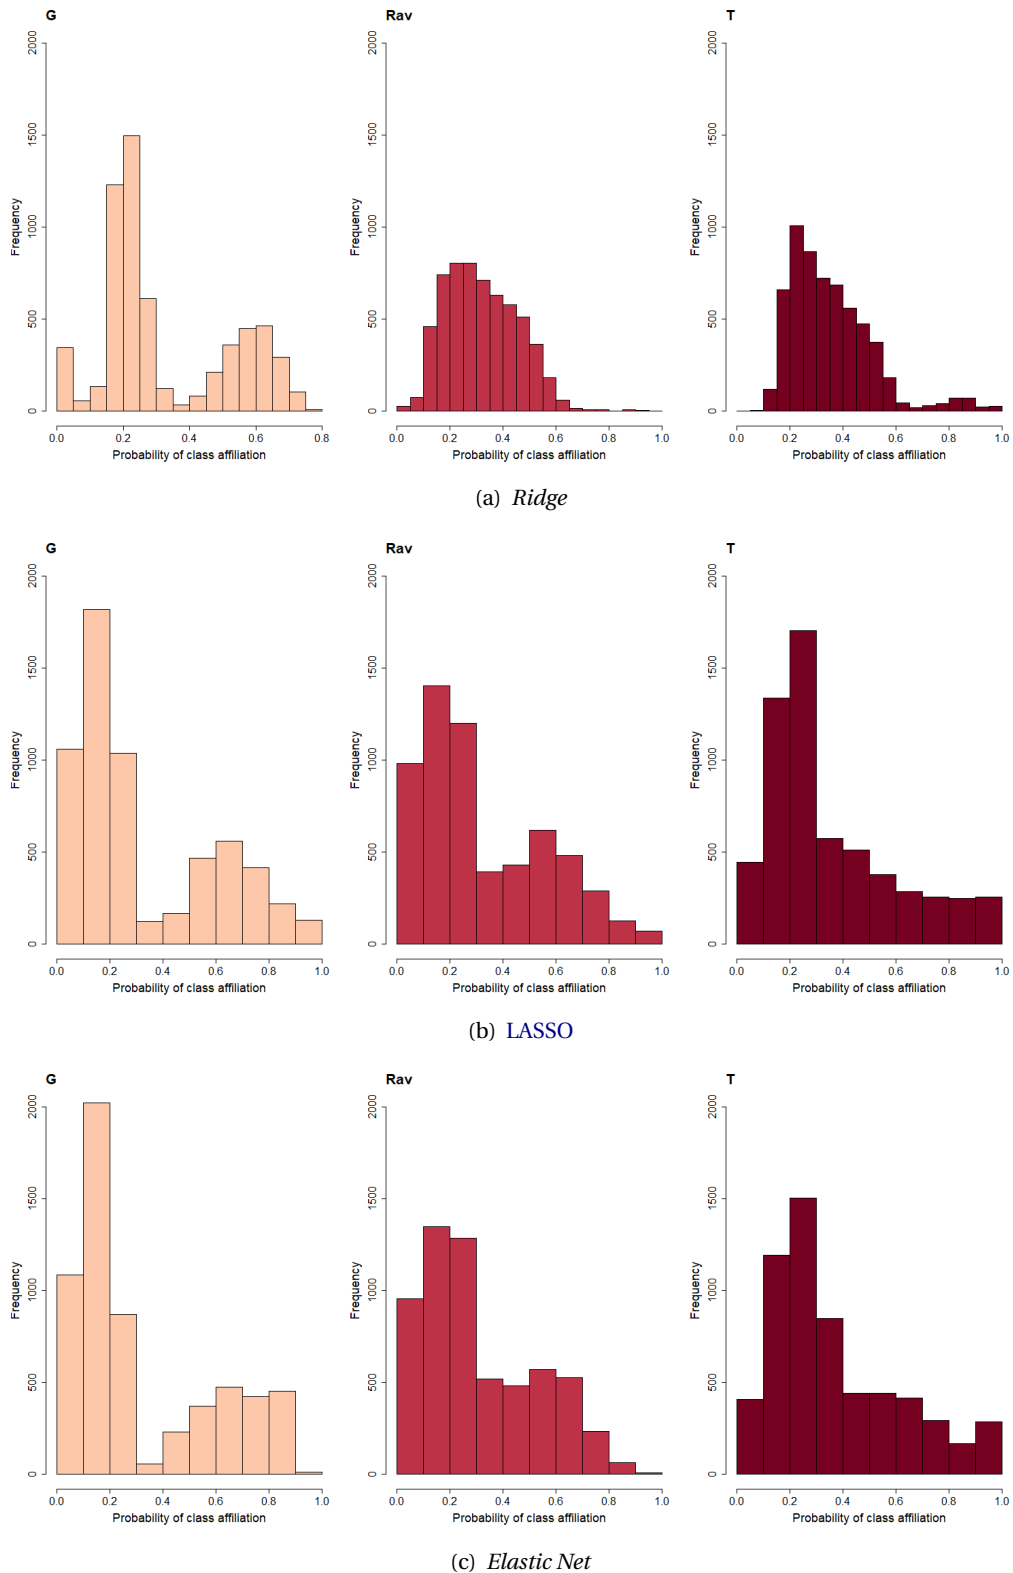 G Rav T
2000 2000 2000
1500 1500 1500
1000 1000 1000
500 500 500
0 0 0
Frequency Frequency Frequency
0.0 0.2 0.4 0.6 0.8 0.0 0.2 0.4 0.6 0.8 1.0 0.0 0.2 0.4 0.6 0.8 1.0
Probability of class affiliation Probability of class affiliation Probability of class affiliation
(a) Ridge
G Rav T
2000 2000 2000
1500 1500 1500
1000 1000 1000
500 500 500
0 0 0
Frequency Frequency Frequency
0.0 0.2 0.4 0.6 0.8 1.0 0.0 0.2 0.4 0.6 0.8 1.0 0.0 0.2 0.4 0.6 0.8 1.0
Probability of class affiliation Probability of class affiliation Probability of class affiliation
(b) LASSO
G Rav T
2000 2000 2000
1500 1500 1500
1000 1000 1000
500 500 500
0 0 0
Frequency Frequency Frequency
0.0 0.2 0.4 0.6 0.8 1.0 0.0 0.2 0.4 0.6 0.8 1.0 0.0 0.2 0.4 0.6 0.8 1.0
Probability of class affiliation Probability of class affiliation Probability of class affiliation
(c) Elastic Net